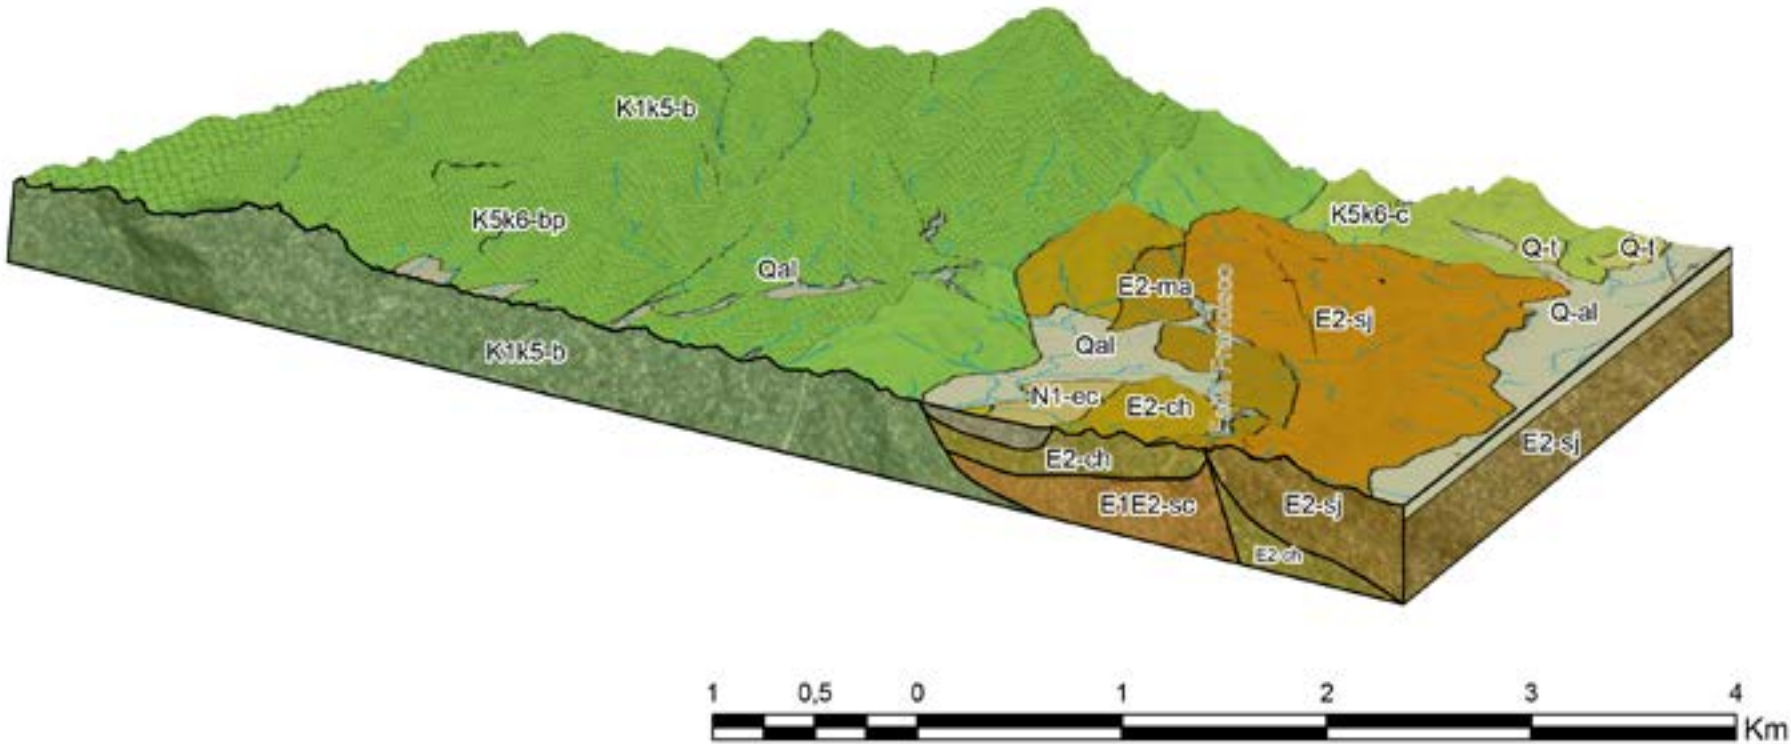 K1k5-b
K5k6-bp
Qal
K5k6-c
Q-t
Q-t
E2-ma
E2-sj
Q-al
Qal
N1-ec
E2-ch
K1k5-b
E2-ch
E1E2-sc
E2-sj
E2-ch
E2-sj
1 0,5 0 1 2 3 4
Km